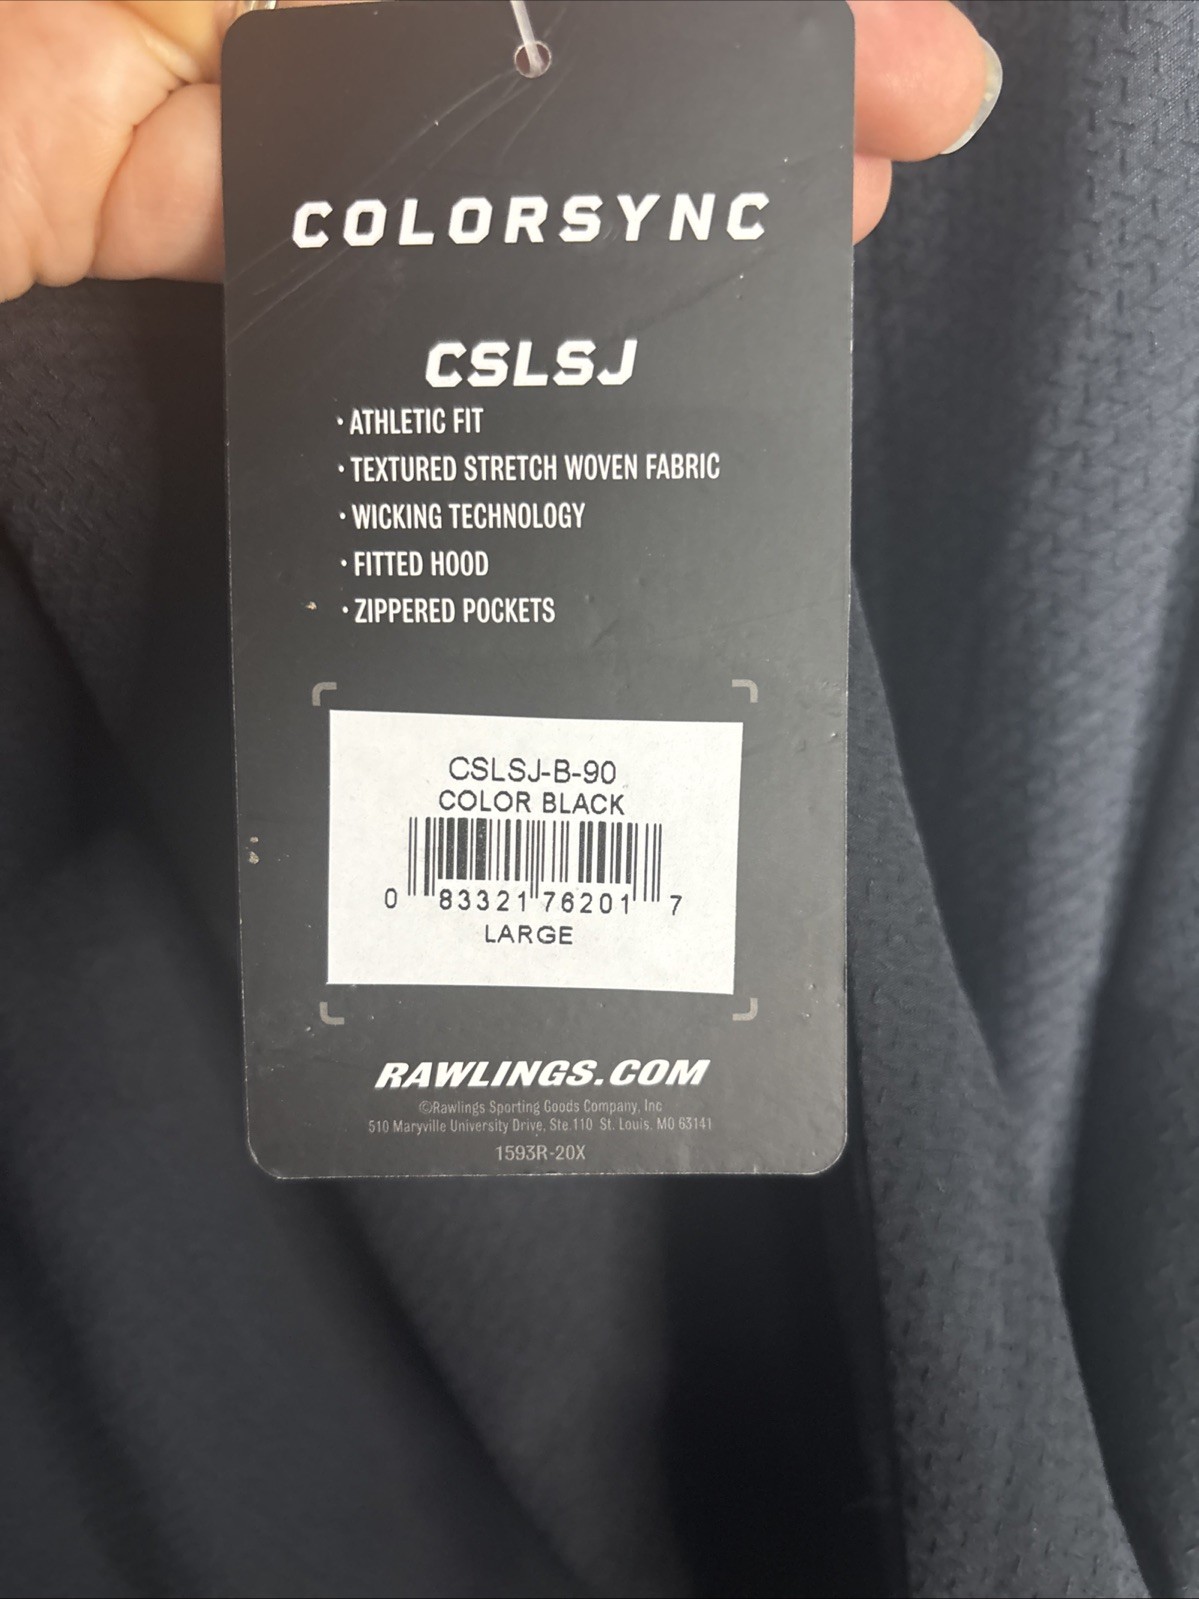 COLORSYNC
CSLSJ
· ATHLETIC FIT
· TEXTURED STRETCH WOVEN FABRIC
· WICKING TECHNOLOGY
· FITTED HOOD
· ZIPPERED POCKETS
CSLSJ-B-90
COLOR BLACK
0 83321 76201 7
LARGE
RAWLINGS.COM
©Rawlings Sporting Goods Company, Inc
510 Maryville University Drive, Ste.110 St. Louis, MO 63141
1593R-20X